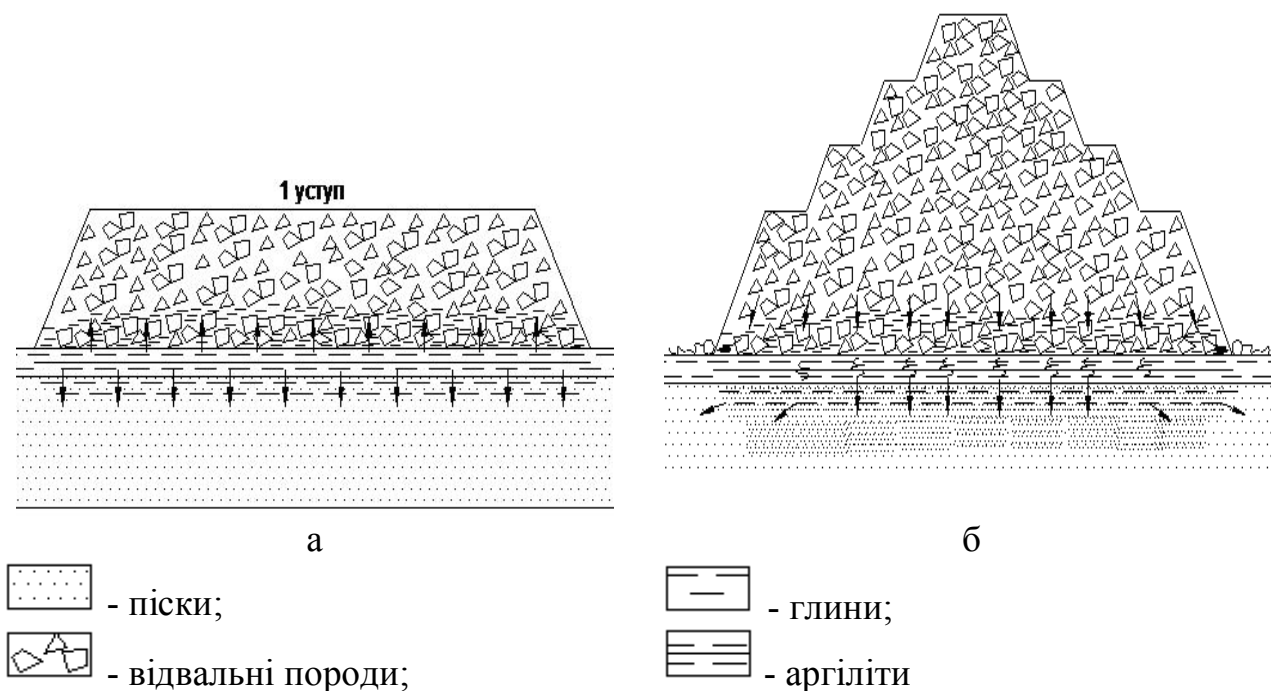 1 уступ
а
б
- піски;
- глини;
- відвальні породи;
- аргіліти